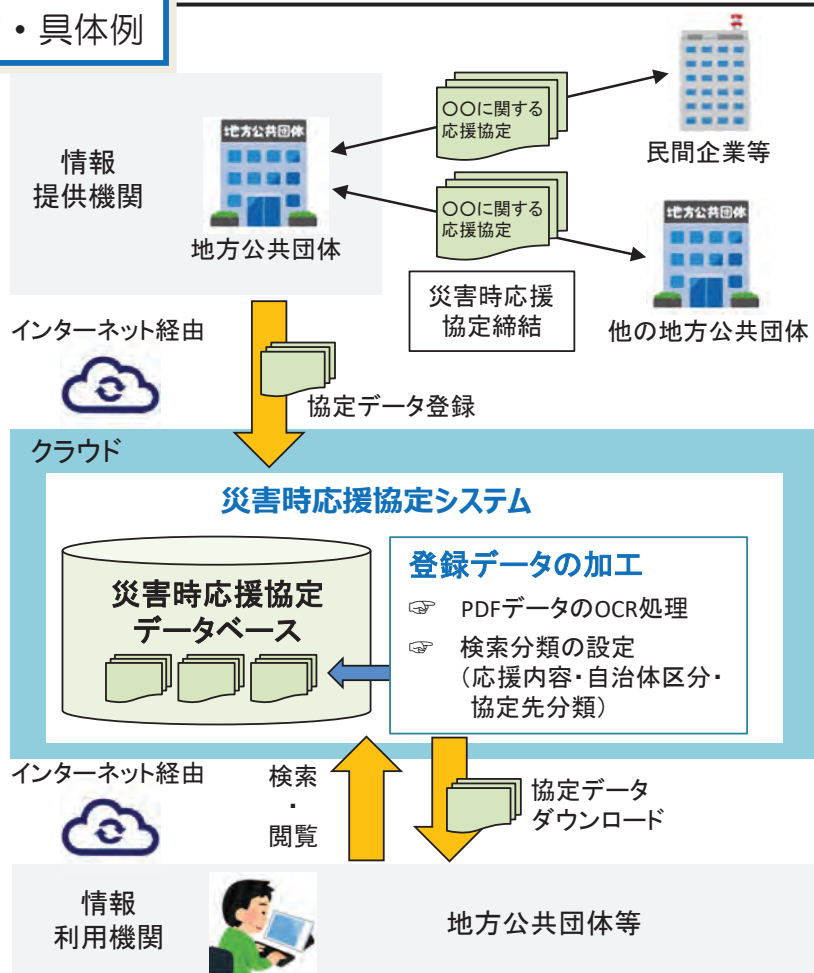 ・具体例
〇〇に関する
応援協定
民間企業等
情報
提供機関
地方公共団体
地方公共団体
〇〇に関する
応援協定
地方公共団体
他の地方公共団体
災害時応援
協定締結
インターネット経由
協定データ登録
クラウド
災害時応援協定システム
災害時応援協定
データベース
登録データの加工
☞ PDFデータのOCR処理
☞ 検索分類の設定
（応援内容・自治体区分・
協定先分類）
インターネット経由
検索
・
閲覧
協定データ
ダウンロード
情報
利用機関
地方公共団体等